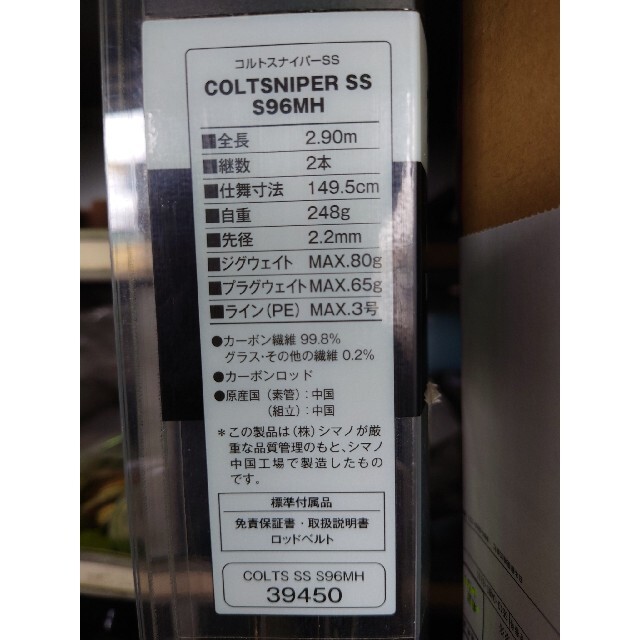 コルトスナイパーSS
COLTSNIPER SS
S96MH
■全長 2.90m
■継数 2本
■仕舞寸法 149.5cm
■自重 248g
■先径 2.2mm
■ジグウェイト MAX.80g
■プラグウェイト MAX.65g
■ライン(PE) MAX.3号
●カーボン繊維 99.8%
グラス・その他の繊維 0.2%
●カーボンロッド
●原産国(素管):中国
(組立):中国
＊この製品は(株)シマノが厳
重な品質管理のもと、シマノ
中国工場で製造したもの
です。
標準付属品
免責保証書・取扱説明書
ロッドベルト
COLTS SS S96MH
39450